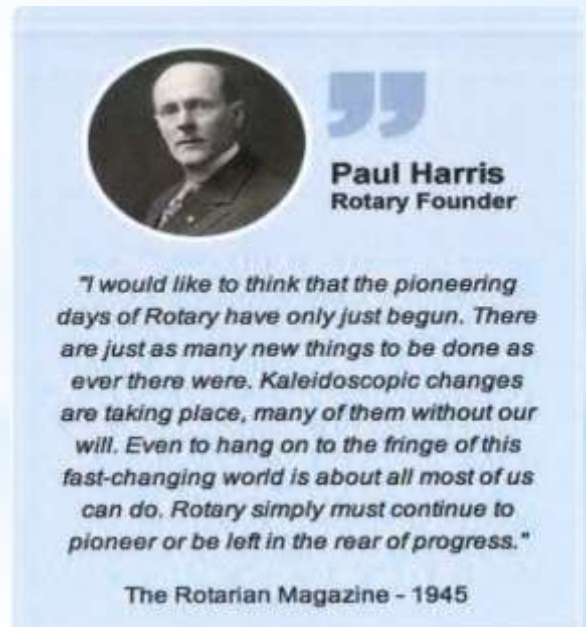 Paul Harris
Rotary Founder
"I would like to think that the pioneering
days of Rotary have only just begun. There
are just as many new things to be done as
ever there were. Kaleidoscopic changes
are taking place, many of them without our
will. Even to hang on to the fringe of this
fast-changing world is about all most of us
can do. Rotary simply must continue to
pioneer or be left in the rear of progress."
The Rotarian Magazine - 1945